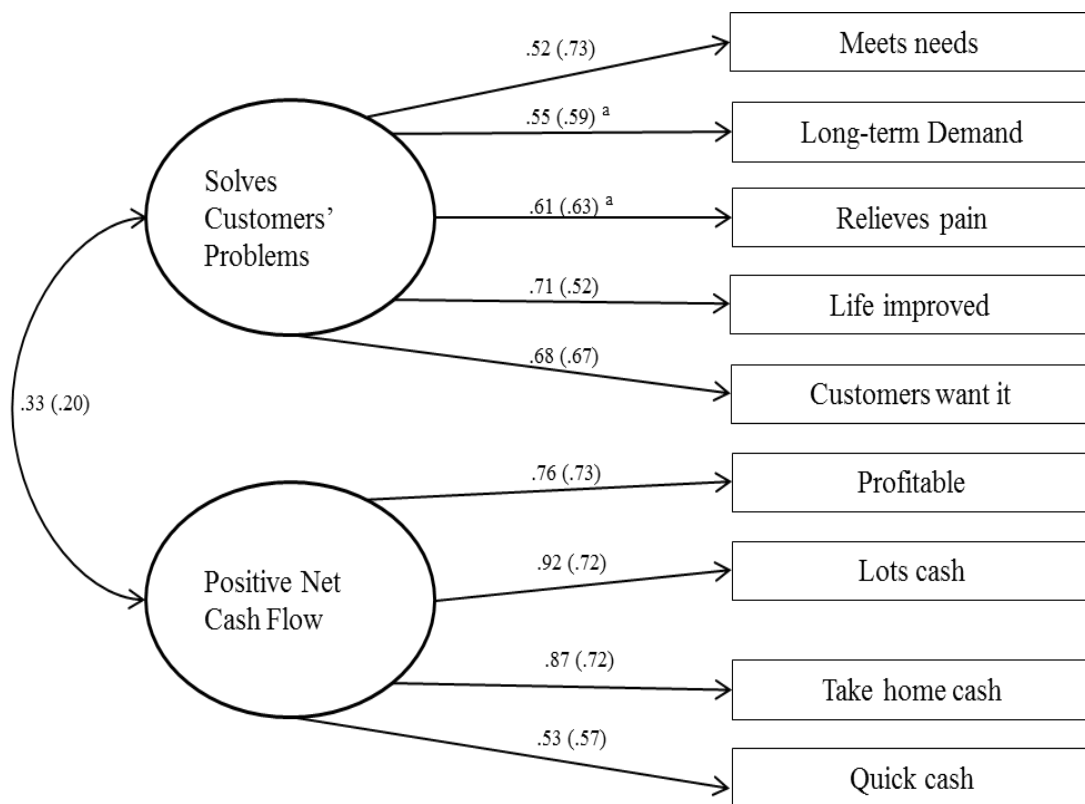 .52 (.73)
Meets needs
.55 (.59) a
Long-term Demand
Solves
Customers’
Problems
.61 (.63) a
Relieves pain
.71 (.52)
Life improved
.68 (.67)
Customers want it
.33 (.20)
.76 (.73)
Profitable
.92 (.72)
Lots cash
Positive Net
Cash Flow
.87 (.72)
Take home cash
.53 (.57)
Quick cash